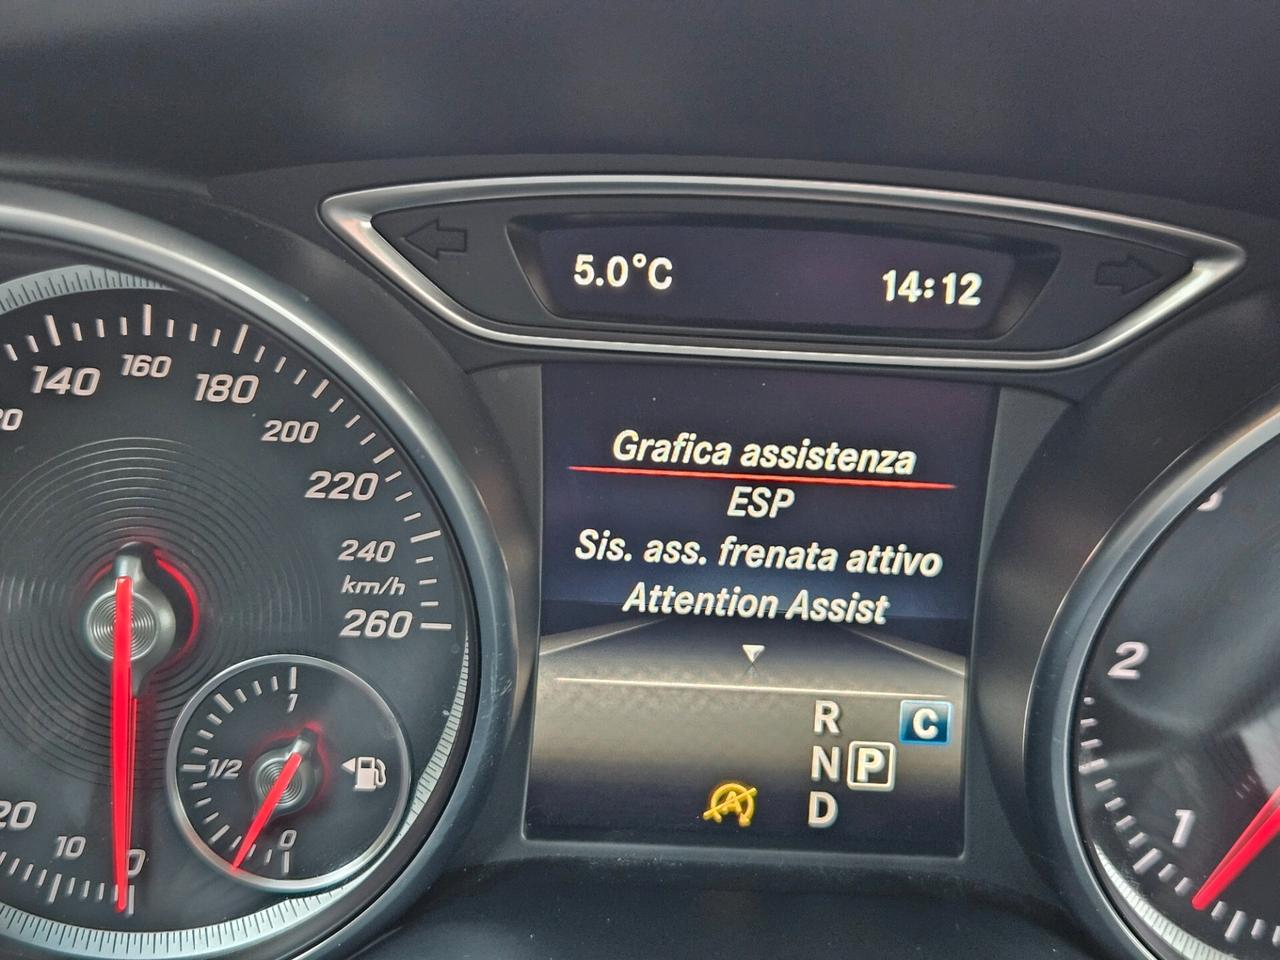 5.0°C 14:12
140
160
180
200
220
240
km/h
260
Grafica assistenza
ESP
Sis. ass. frenata attivo
Attention Assist
R C
N P
D
A
1
1/2
0
20
10
0
2
1